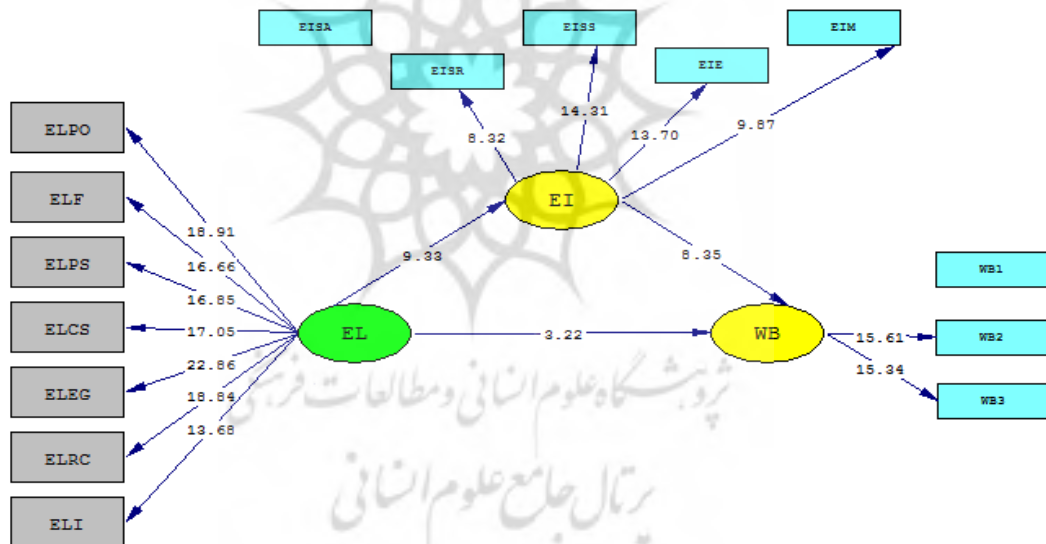 EISA
EISS
EIM
EISR
EIE
14.31
8.32
13.70
9.87
ELPO
ELF
EI
18.91
9.33
8.35
ELPS
16.66
WB1
16.85
ELCS
17.05
EL
3.22
WB
15.61
WB2
15.34
22.86
ELEG
18.84
WB3
13.68
ELRC
ELI
پژوهشگاه علوم انسانی و مطالعات فرهنگی
پرتال جامع علوم انسانی